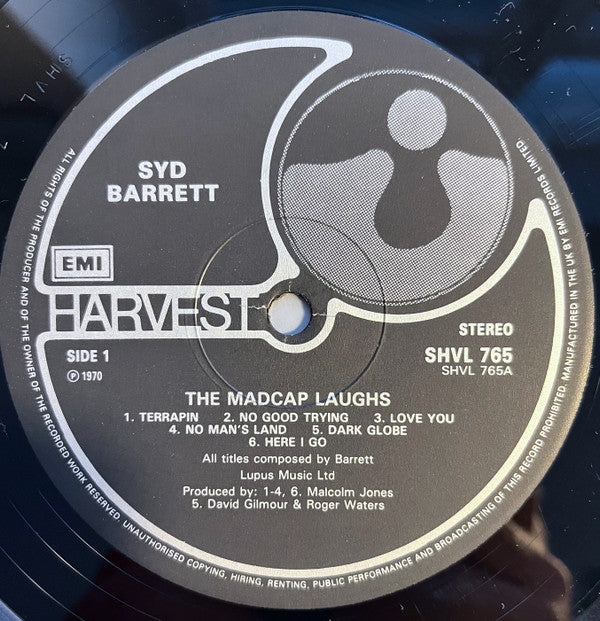 SHVL
SYD
BARRETT
EMI
HARVEST
SIDE 1
℗ 1970
STEREO
SHVL 765
SHVL 765A
THE MADCAP LAUGHS
1. TERRAPIN 2. NO GOOD TRYING 3. LOVE YOU
4. NO MAN'S LAND 5. DARK GLOBE
6. HERE I GO
All titles composed by Barrett
Lupus Music Ltd
Produced by: 1-4, 6. Malcolm Jones
5. David Gilmour & Roger Waters
ALL RIGHTS OF THE PRODUCER AND OF THE OWNER OF THE RECORDED WORK RESERVED. UNAUTHORISED COPYING, HIRING, RENTING, PUBLIC PERFORMANCE AND BROADCASTING OF THIS RECORD PROHIBITED. MANUFACTURED IN THE UK BY EMI RECORDS LIMITED.